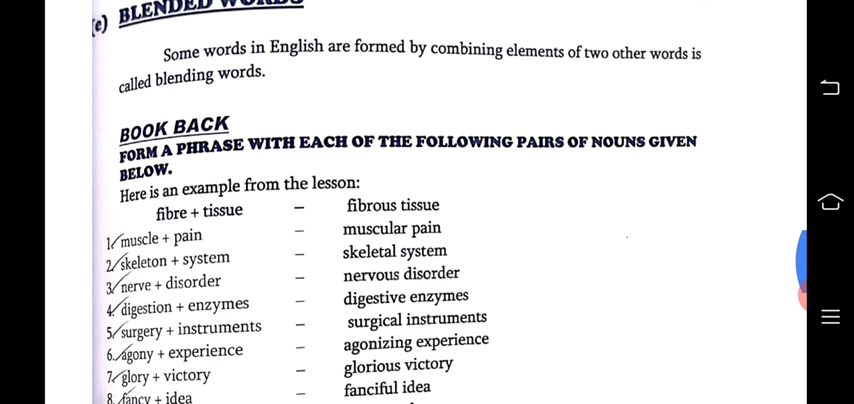 (e) BLENDED WORDS
Some words in English are formed by combining elements of two other words is
called blending words.
BOOK BACK
FORM A PHRASE WITH EACH OF THE FOLLOWING PAIRS OF NOUNS GIVEN
BELOW.
Here is an example from the lesson:
fibre + tissue – fibrous tissue
1. muscle + pain – muscular pain
2. skeleton + system – skeletal system
3. nerve + disorder – nervous disorder
4. digestion + enzymes – digestive enzymes
5. surgery + instruments – surgical instruments
6. agony + experience – agonizing experience
7. glory + victory – glorious victory
8. fancy + idea – fanciful idea